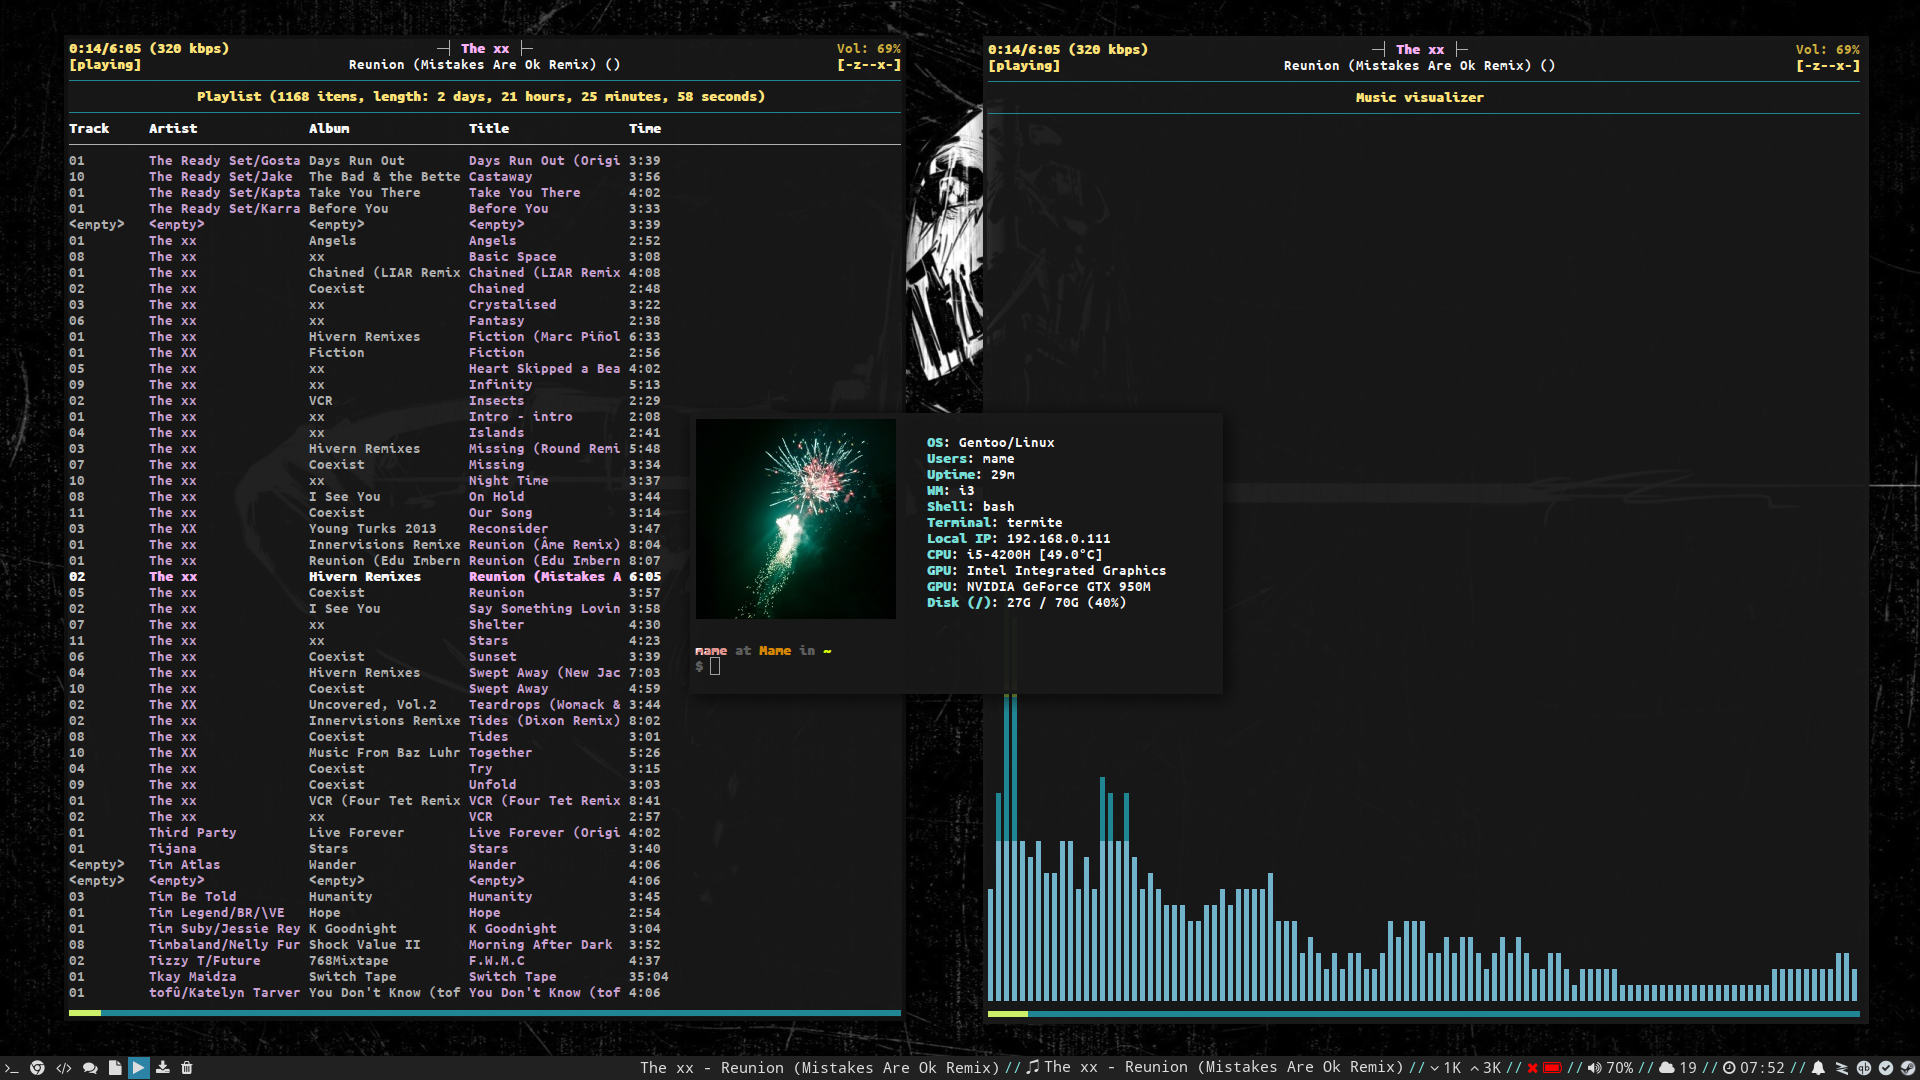 0:14/6:05 (320 kbps) The xx Vol: 69%
[playing] Reunion (Mistakes Are Ok Remix) () [-z--x-]
Playlist (1168 items, length: 2 days, 21 hours, 25 minutes, 58 seconds)
Track Artist Album Title Time
01 The Ready Set/Gosta Days Run Out Days Run Out (Origi 3:39
10 The Ready Set/Jake The Bad & the Bette Castaway 3:56
01 The Ready Set/Kapta Take You There Take You There 4:02
01 The Ready Set/Karra Before You Before You 3:33
<empty> <empty> <empty> <empty> 3:39
01 The xx Angels Angels 2:52
08 The xx xx Basic Space 3:08
01 The xx Chained (LIAR Remix Chained (LIAR Remix 4:08
02 The xx Coexist Chained 2:48
03 The xx xx Crystalised 3:22
06 The xx xx Fantasy 2:38
01 The xx Hivern Remixes Fiction (Marc Piñol 6:33
01 The XX Fiction Fiction 2:56
05 The xx xx Heart Skipped a Bea 4:02
09 The xx xx Infinity 5:13
02 The xx VCR Insects 2:29
01 The xx xx Intro - intro 2:08
04 The xx xx Islands 2:41
03 The xx Hivern Remixes Missing (Round Remi 5:48
07 The xx Coexist Missing 3:34
10 The xx xx Night Time 3:37
08 The xx I See You On Hold 3:44
11 The xx Coexist Our Song 3:14
03 The XX Young Turks 2013 Reconsider 3:47
01 The xx Innervisions Remixe Reunion (Âme Remix) 8:04
01 The xx Reunion (Edu Imbern Reunion (Edu Imbern 8:07
02 The xx Hivern Remixes Reunion (Mistakes A 6:05
05 The xx Coexist Reunion 3:57
02 The xx I See You Say Something Lovin 3:58
07 The xx xx Shelter 4:30
11 The xx xx Stars 4:23
06 The xx Coexist Sunset 3:39
04 The xx Hivern Remixes Swept Away (New Jac 7:03
10 The xx Coexist Swept Away 4:59
02 The XX Uncovered, Vol.2 Teardrops (Womack & 3:44
02 The xx Innervisions Remixe Tides (Dixon Remix) 8:02
08 The xx Coexist Tides 3:01
10 The XX Music From Baz Luhr Together 5:26
04 The xx Coexist Try 3:15
09 The xx Coexist Unfold 3:03
01 The xx VCR (Four Tet Remix VCR (Four Tet Remix 8:41
02 The xx xx VCR 2:57
01 Third Party Live Forever Live Forever (Origi 4:02
01 Tijana Stars Stars 3:40
<empty> Tim Atlas Wander Wander 4:06
<empty> <empty> <empty> <empty> 4:06
03 Tim Be Told Humanity Humanity 3:45
01 Tim Legend/BR/\VE Hope Hope 2:54
01 Tim Suby/Jessie Rey K Goodnight K Goodnight 3:04
08 Timbaland/Nelly Fur Shock Value II Morning After Dark 3:52
02 Tizzy T/Future 768Mixtape F.W.M.C 4:37
01 Tkay Maidza Switch Tape Switch Tape 35:04
01 tofû/Katelyn Tarver You Don't Know (tof You Don't Know (tof 4:06
OS: Gentoo/Linux
Users: mame
Uptime: 29m
WM: i3
Shell: bash
Terminal: termite
Local IP: 192.168.0.111
CPU: i5-4200H [49.0°C]
GPU: Intel Integrated Graphics
GPU: NVIDIA GeForce GTX 950M
Disk (/): 27G / 70G (40%)
mame at Mame in ~
$
0:14/6:05 (320 kbps) The xx Vol: 69%
[playing] Reunion (Mistakes Are Ok Remix) () [-z--x-]
Music visualizer
The xx - Reunion (Mistakes Are Ok Remix) // The xx - Reunion (Mistakes Are Ok Remix) // 1K 3K // // 70% // 19 // 07:52 //